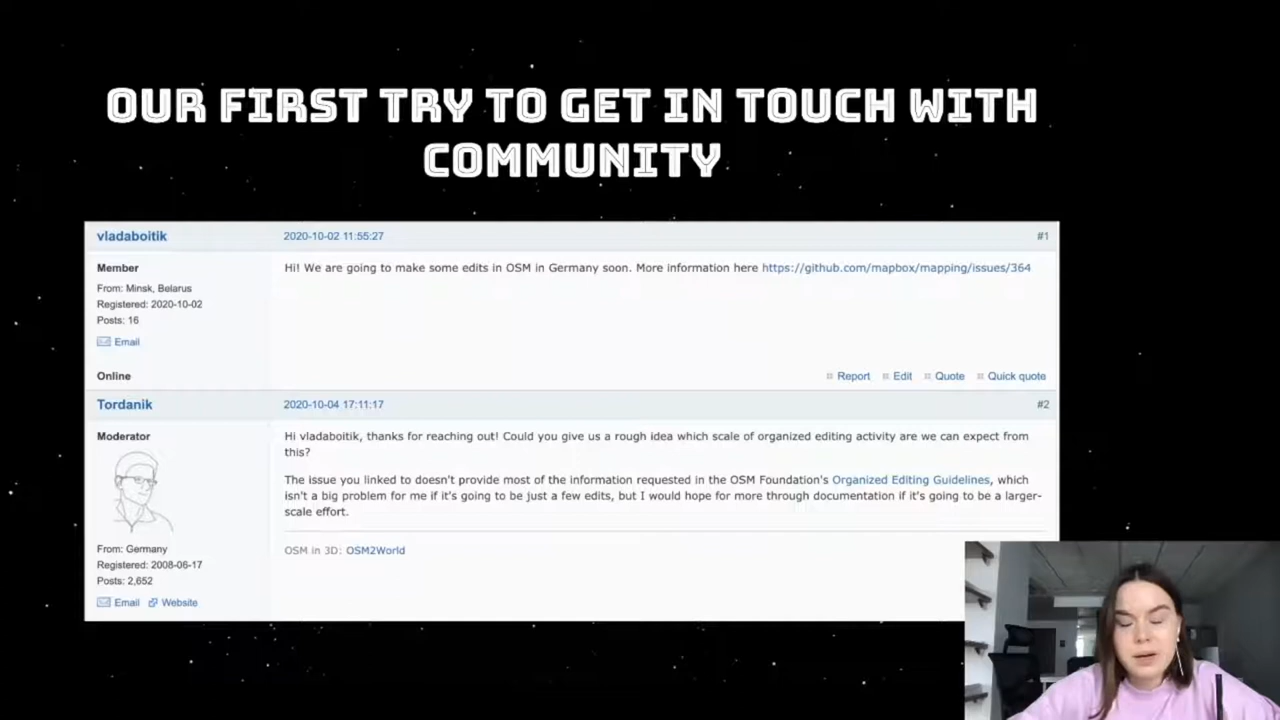 OUR FIRST TRY TO GET IN TOUCH WITH
COMMUNITY
vladaboitik
2020-10-02 11:55:27
#1
Member
From: Minsk, Belarus
Registered: 2020-10-02
Posts: 16
Email
Online
Hi! We are going to make some edits in OSM in Germany soon. More information here https://github.com/mapbox/mapping/issues/364
Report Edit Quote Quick quote
Tordanik
2020-10-04 17:11:17
#2
Moderator
From: Germany
Registered: 2008-06-17
Posts: 2,652
Email Website
Hi vladaboitik, thanks for reaching out! Could you give us a rough idea which scale of organized editing activity are we can expect from
this?
The issue you linked to doesn't provide most of the information requested in the OSM Foundation's Organized Editing Guidelines, which
isn't a big problem for me if it's going to be just a few edits, but I would hope for more through documentation if it's going to be a larger-
scale effort.
OSM in 3D: OSM2World